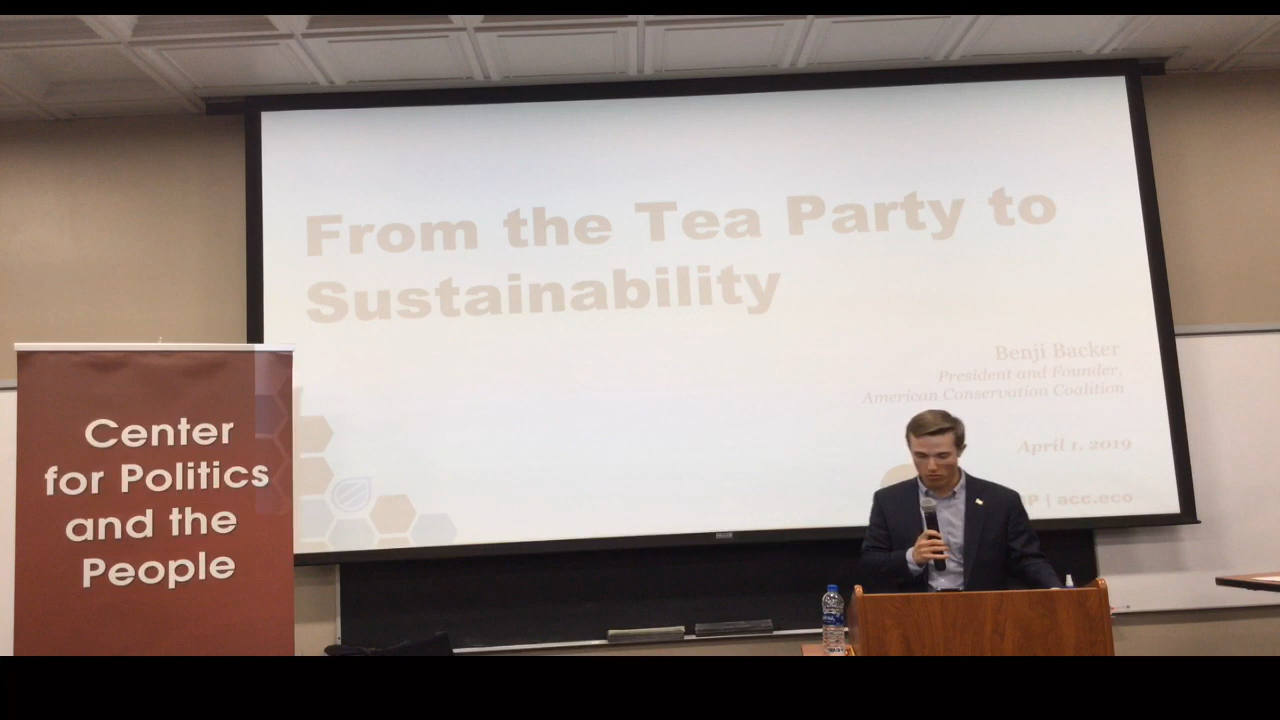 From the Tea Party to
Sustainability
Benji Backer
President and Founder,
American Conservation Coalition
April 1, 2019
| acc.eco
Center
for Politics
and the
People